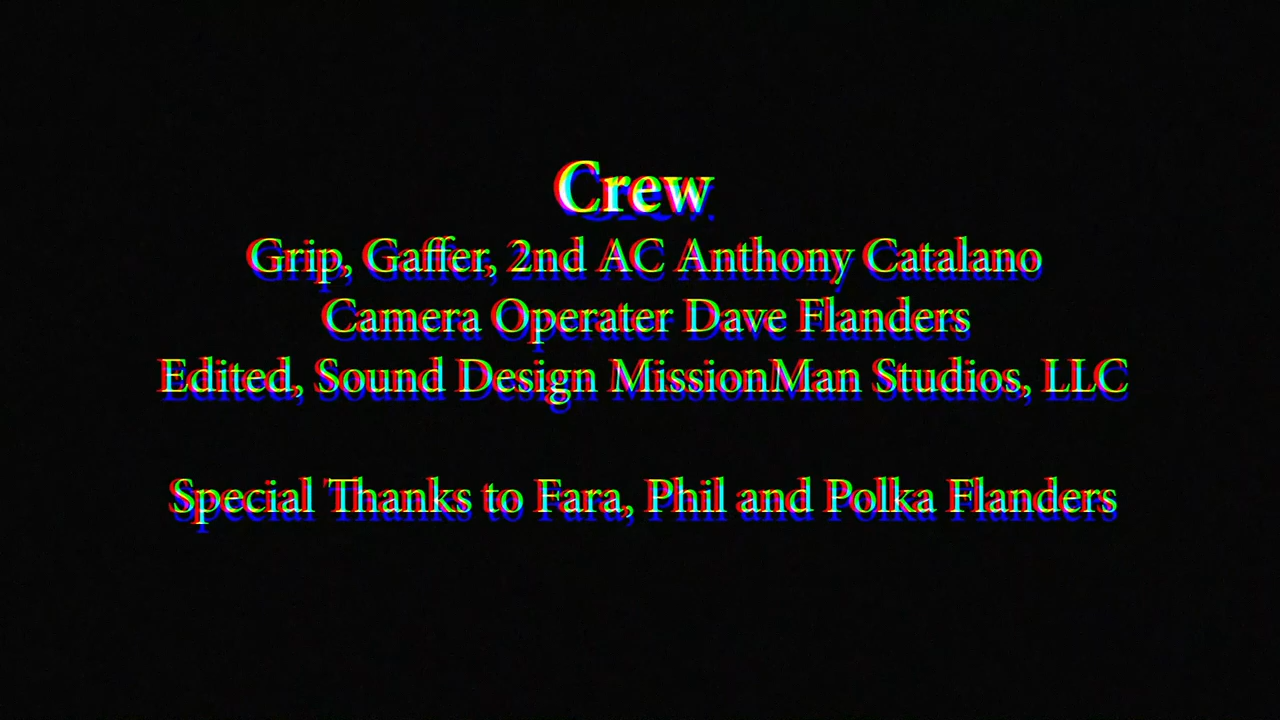 Crew
Grip, Gaffer, 2nd AC Anthony Catalano
Camera Operater Dave Flanders
Edited, Sound Design MissionMan Studios, LLC
Special Thanks to Fara, Phil and Polka Flanders